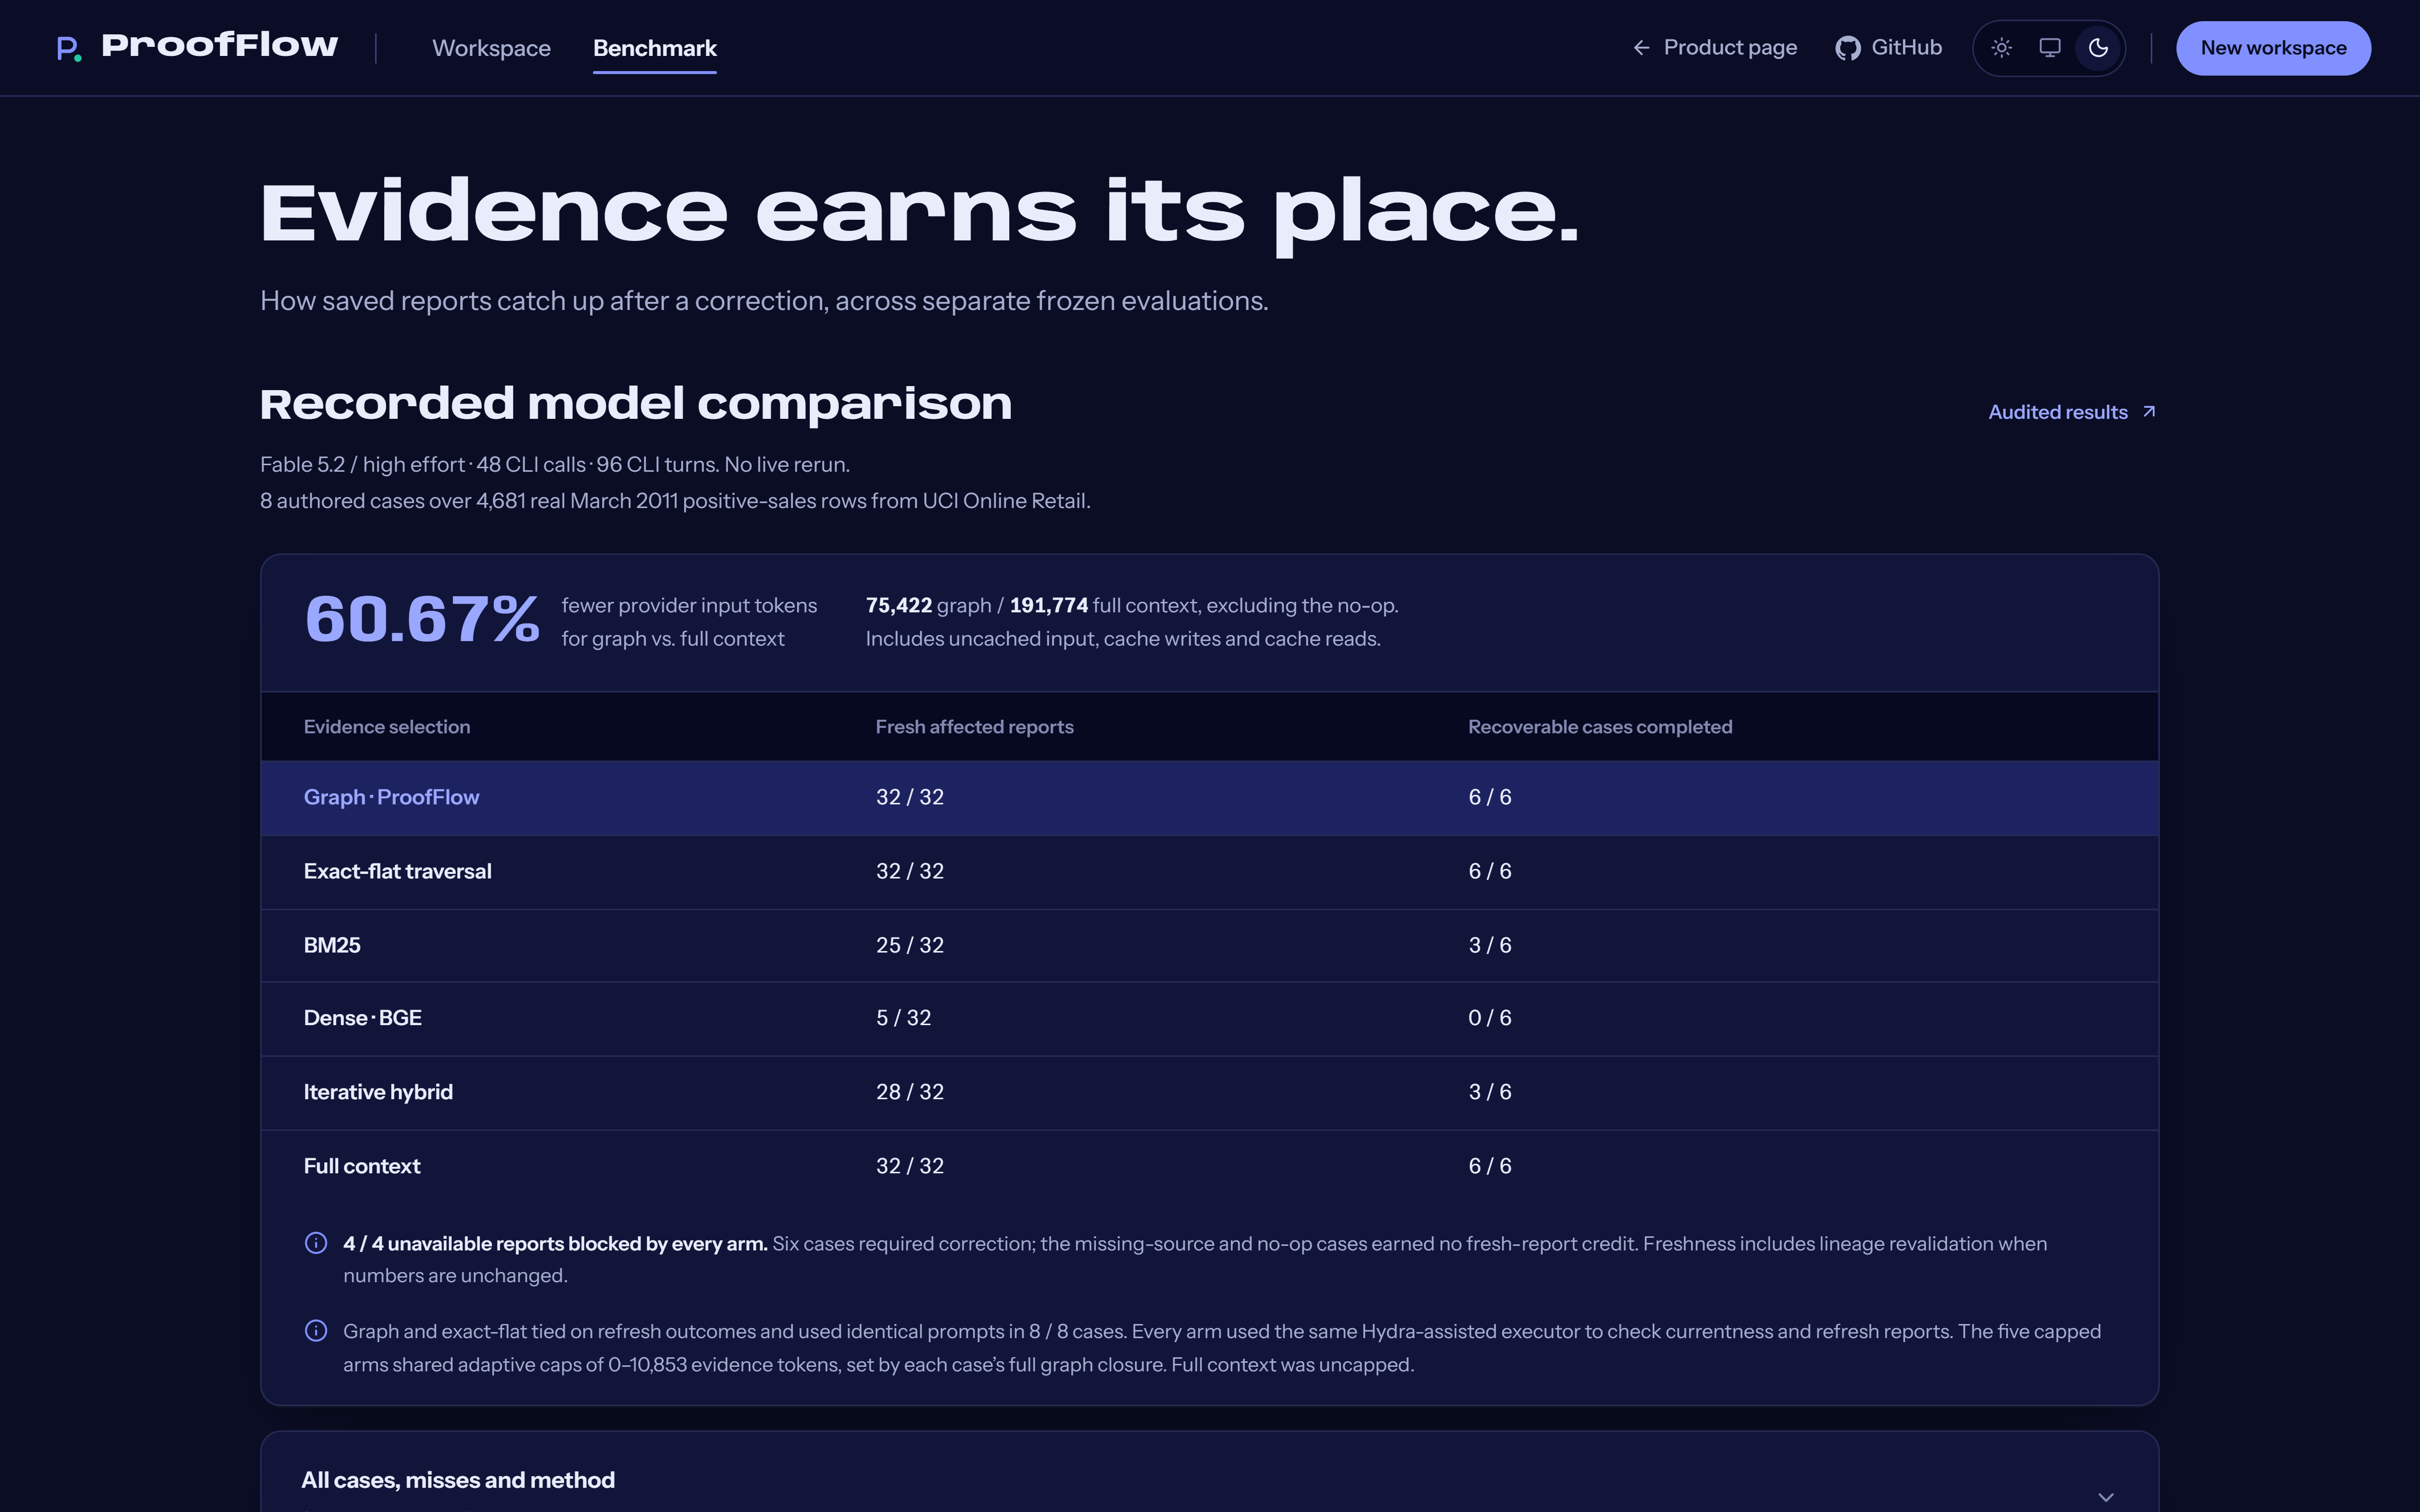 P. ProofFlow
Workspace
Benchmark
Product page
GitHub
New workspace
Evidence earns its place.
How saved reports catch up after a correction, across separate frozen evaluations.
Recorded model comparison
Audited results
Fable 5.2 / high effort · 48 CLI calls · 96 CLI turns. No live rerun.
8 authored cases over 4,681 real March 2011 positive-sales rows from UCI Online Retail.
60.67%
fewer provider input tokens
for graph vs. full context
75,422 graph / 191,774 full context, excluding the no-op.
Includes uncached input, cache writes and cache reads.
Evidence selection Fresh affected reports Recoverable cases completed
Graph · ProofFlow 32 / 32 6 / 6
Exact-flat traversal 32 / 32 6 / 6
BM25 25 / 32 3 / 6
Dense · BGE 5 / 32 0 / 6
Iterative hybrid 28 / 32 3 / 6
Full context 32 / 32 6 / 6
4 / 4 unavailable reports blocked by every arm. Six cases required correction; the missing-source and no-op cases earned no fresh-report credit. Freshness includes lineage revalidation when
numbers are unchanged.
Graph and exact-flat tied on refresh outcomes and used identical prompts in 8 / 8 cases. Every arm used the same Hydra-assisted executor to check currentness and refresh reports. The five capped
arms shared adaptive caps of 0–10,853 evidence tokens, set by each case’s full graph closure. Full context was uncapped.
All cases, misses and method